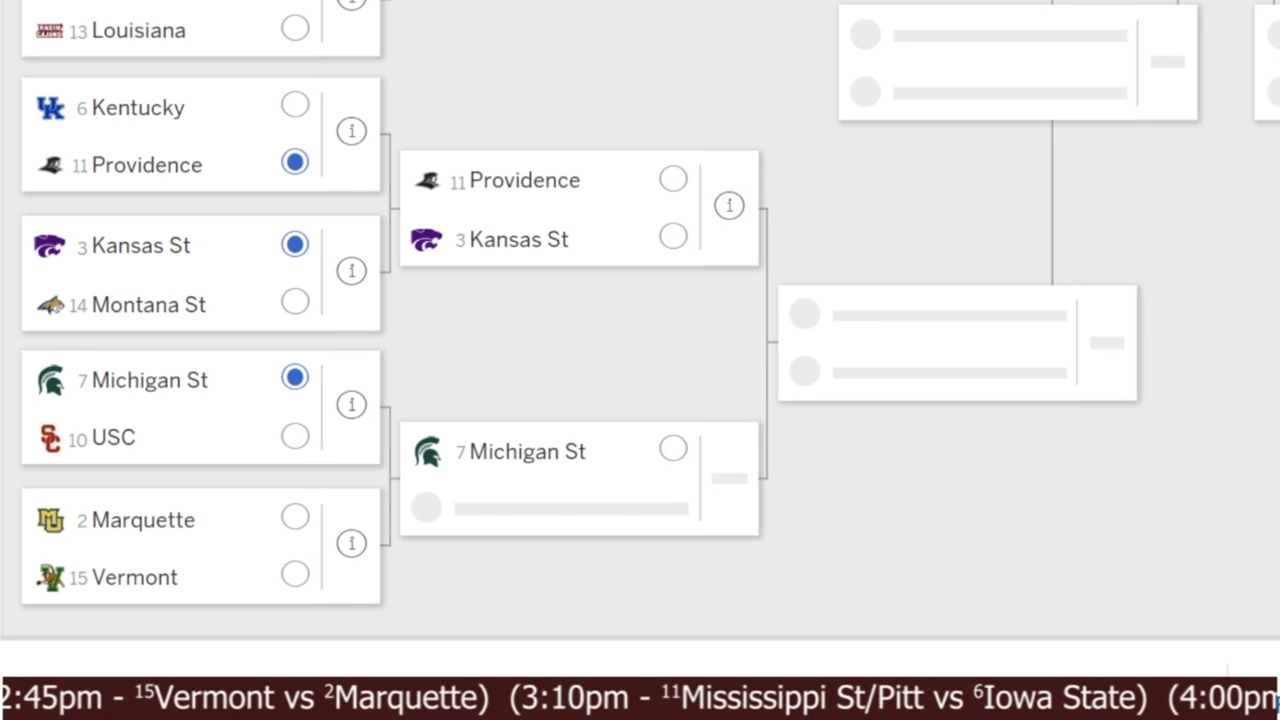 13 Louisiana
6 Kentucky
11 Providence
3 Kansas St
14 Montana St
7 Michigan St
10 USC
2 Marquette
15 Vermont
11 Providence
3 Kansas St
7 Michigan St
2:45pm - ¹⁵Vermont vs ²Marquette) (3:10pm - ¹¹Mississippi St/Pitt vs ⁶Iowa State) (4:00pm